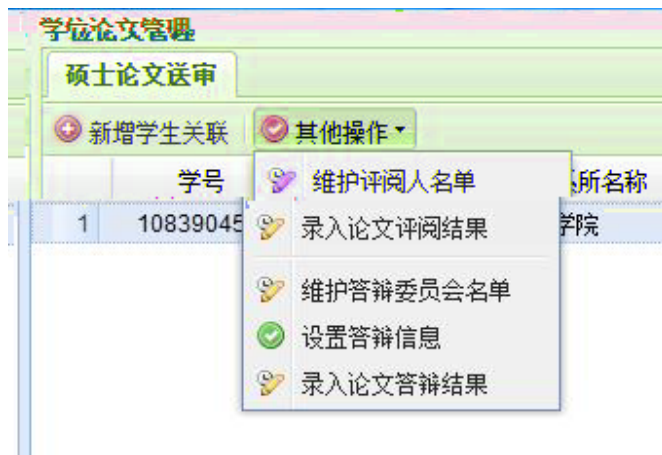 学位论文管理
硕士论文送审
新增学生关联 其他操作
学号 所名称
维护评阅人名单
1 10839045 学院
录入论文评阅结果
维护答辩委员会名单
设置答辩信息
录入论文答辩结果